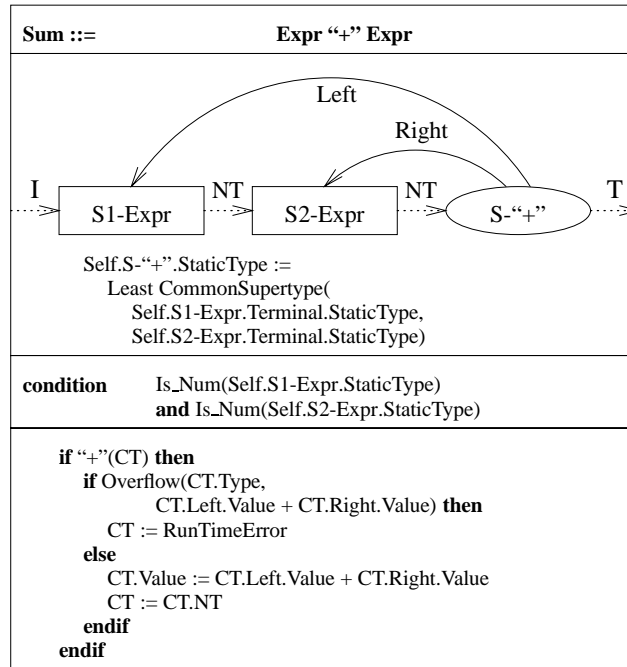 Sum ::= Expr “+” Expr
Left
Right
I NT NT T
S1-Expr S2-Expr S-“+”
Self.S-“+”.StaticType :=
Least CommonSupertype(
Self.S1-Expr.Terminal.StaticType,
Self.S2-Expr.Terminal.StaticType)
condition Is_Num(Self.S1-Expr.StaticType)
and Is_Num(Self.S2-Expr.StaticType)
if “+”(CT) then
if Overflow(CT.Type,
CT.Left.Value + CT.Right.Value) then
CT := RunTimeError
else
CT.Value := CT.Left.Value + CT.Right.Value
CT := CT.NT
endif
endif